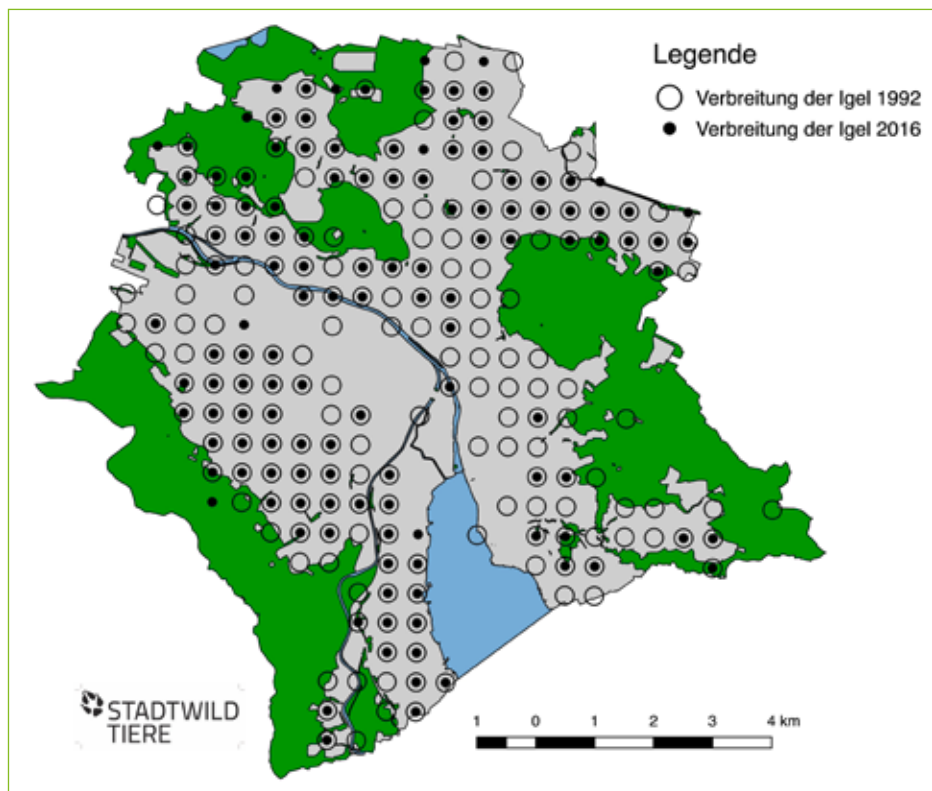 Legende
Verbreitung der Igel 1992
Verbreitung der Igel 2016
STADTWILD
TIERE
1 0 1 2 3 4 km